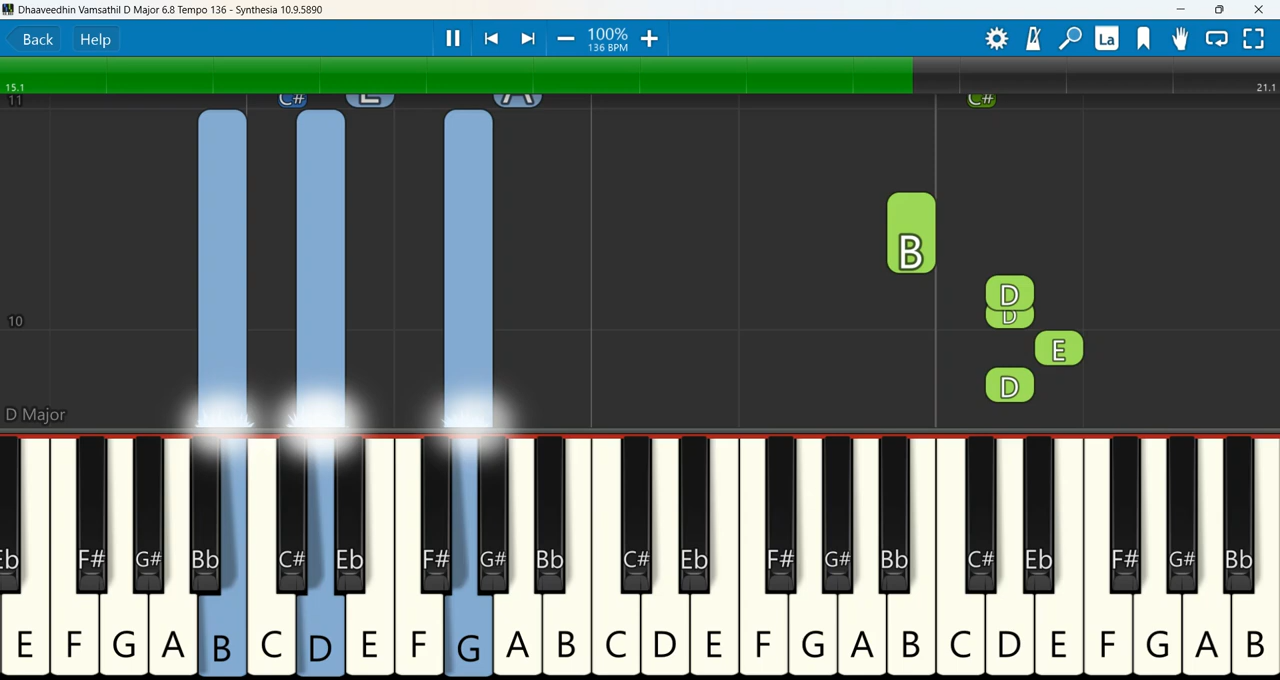 Dhaaveedhin Vamsathil D Major 6.8 Tempo 136 - Synthesia 10.9.5890
Back Help 100% La
136 BPM
15.1 21.1
11 C# E A C#
B
D
D
10
E
D
D Major
Eb F# G# Bb C# Eb F# G# Bb C# Eb F# G# Bb C# Eb F# G# Bb
E F G A B C D E F G A B C D E F G A B C D E F G A B